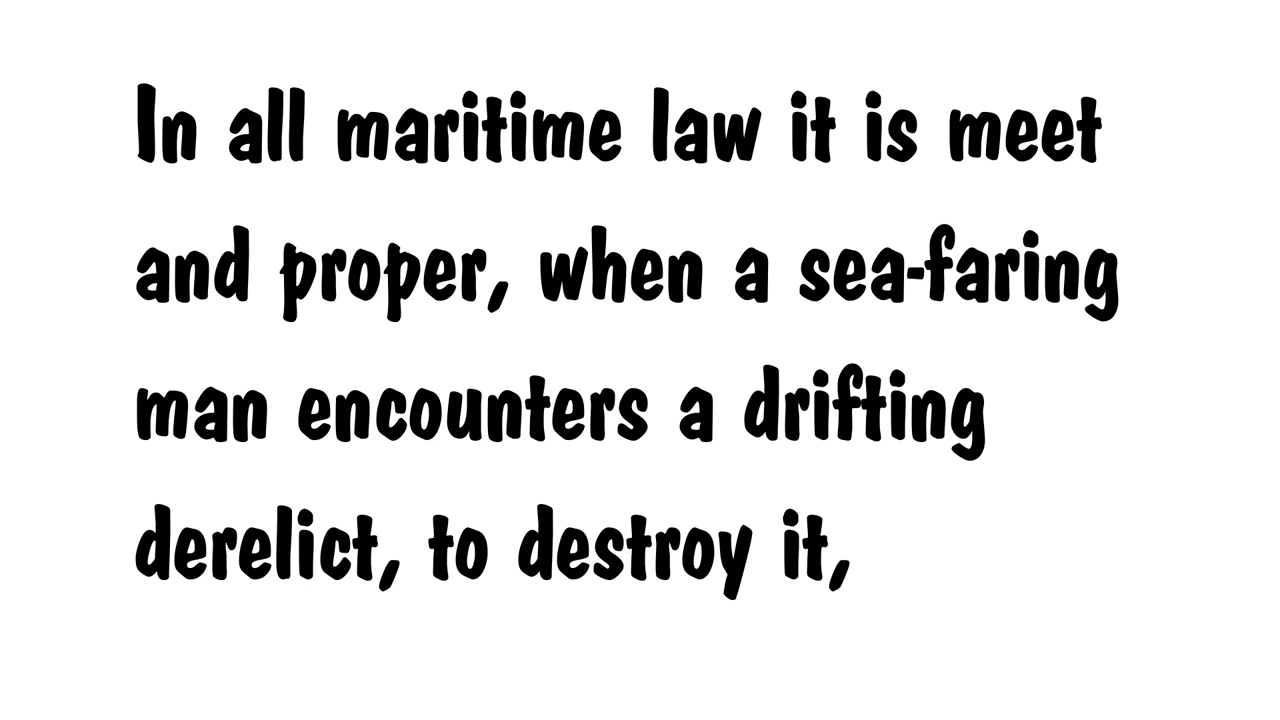 In all maritime law it is meet
and proper, when a sea-faring
man encounters a drifting
derelict, to destroy it,